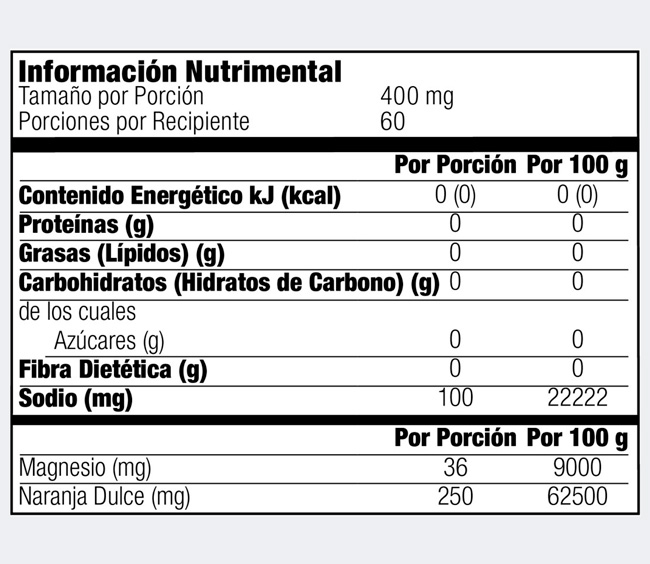 Información Nutrimental
Tamaño por Porción 400 mg
Porciones por Recipiente 60
Por Porción Por 100 g
Contenido Energético kJ (kcal) 0 (0) 0 (0)
Proteínas (g) 0 0
Grasas (Lípidos) (g) 0 0
Carbohidratos (Hidratos de Carbono) (g) 0 0
de los cuales
Azúcares (g) 0 0
Fibra Dietética (g) 0 0
Sodio (mg) 100 22222
Por Porción Por 100 g
Magnesio (mg) 36 9000
Naranja Dulce (mg) 250 62500